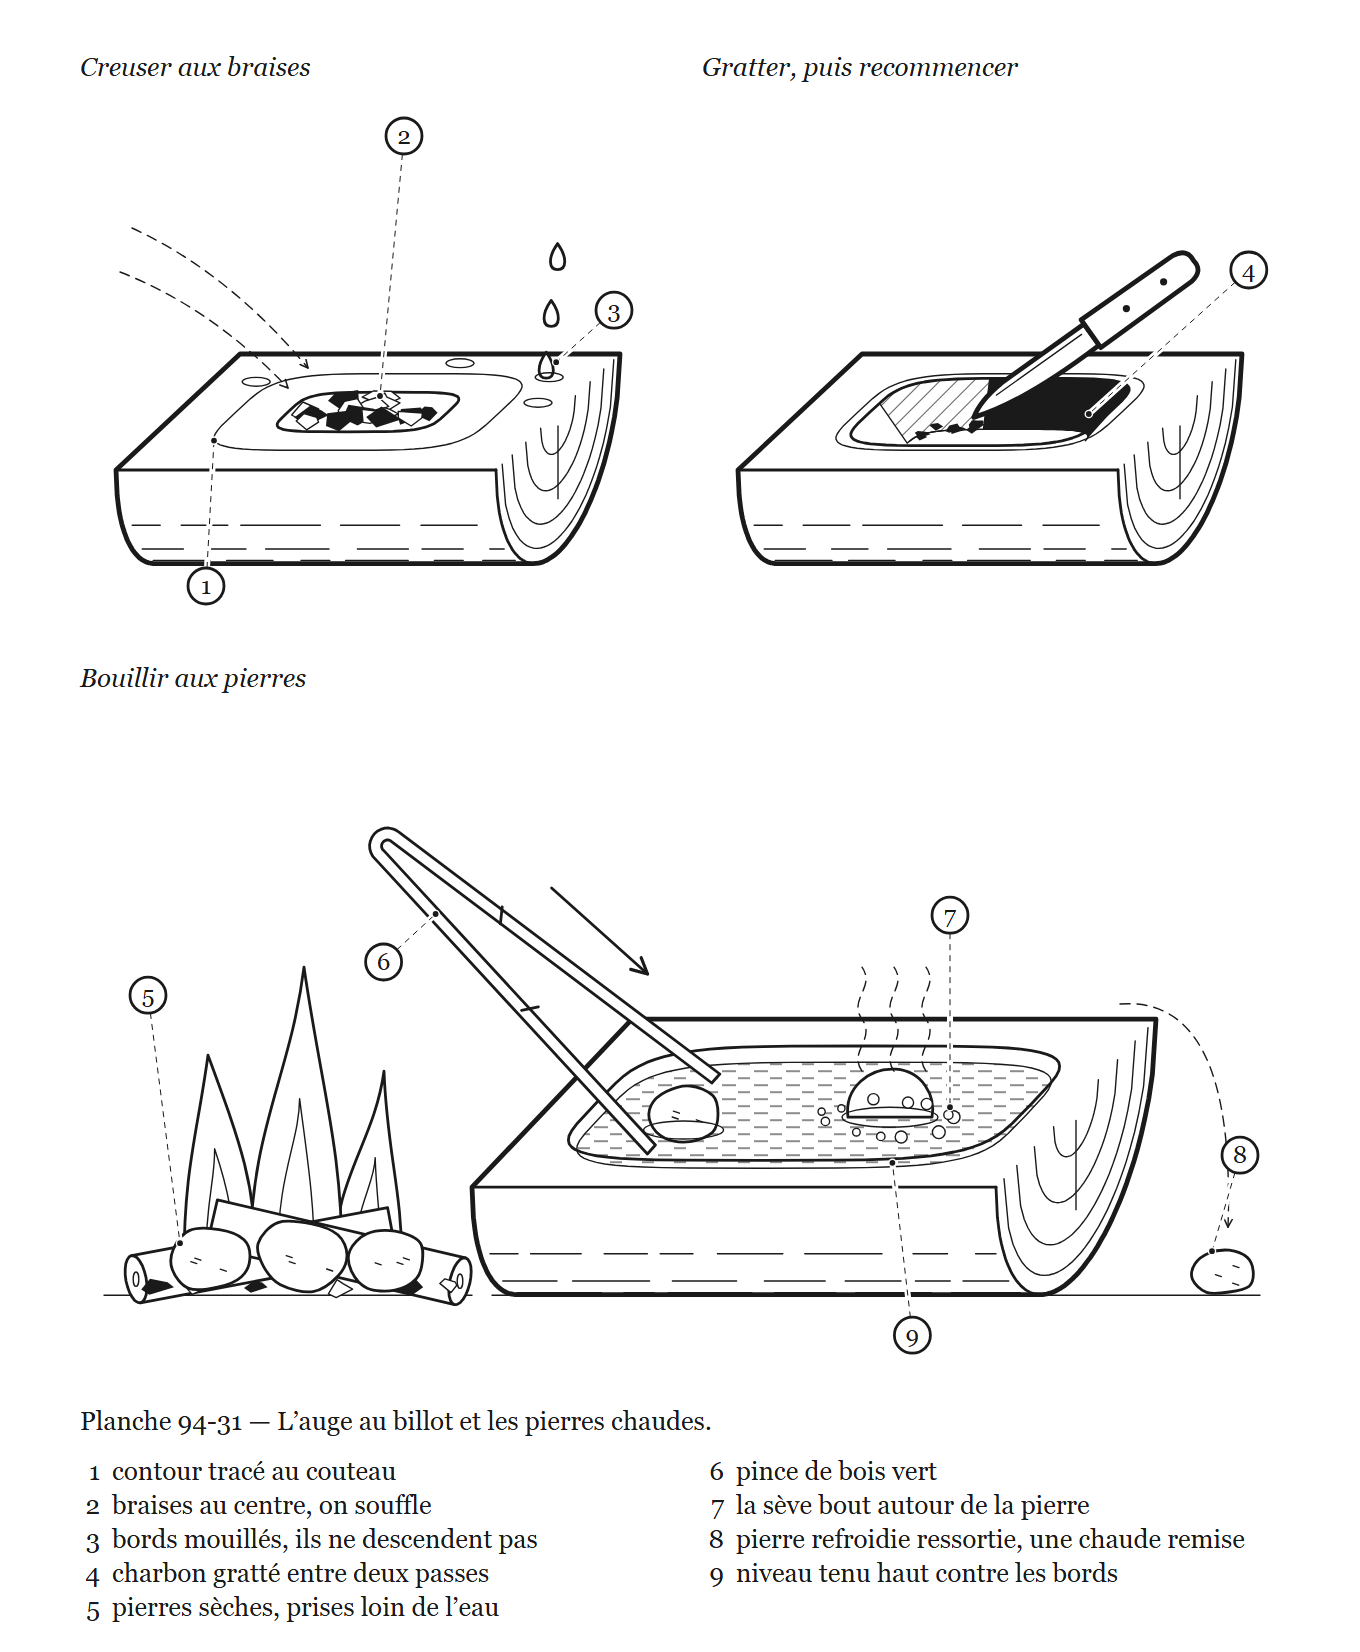 Creuser aux braises
Gratter, puis recommencer
2
3
4
1
Bouillir aux pierres
7
6
5
8
9
Planche 94-31 — L’auge au billot et les pierres chaudes.
1 contour tracé au couteau
2 braises au centre, on souffle
3 bords mouillés, ils ne descendent pas
4 charbon gratté entre deux passes
5 pierres sèches, prises loin de l’eau
6 pince de bois vert
7 la sève bout autour de la pierre
8 pierre refroidie ressortie, une chaude remise
9 niveau tenu haut contre les bords